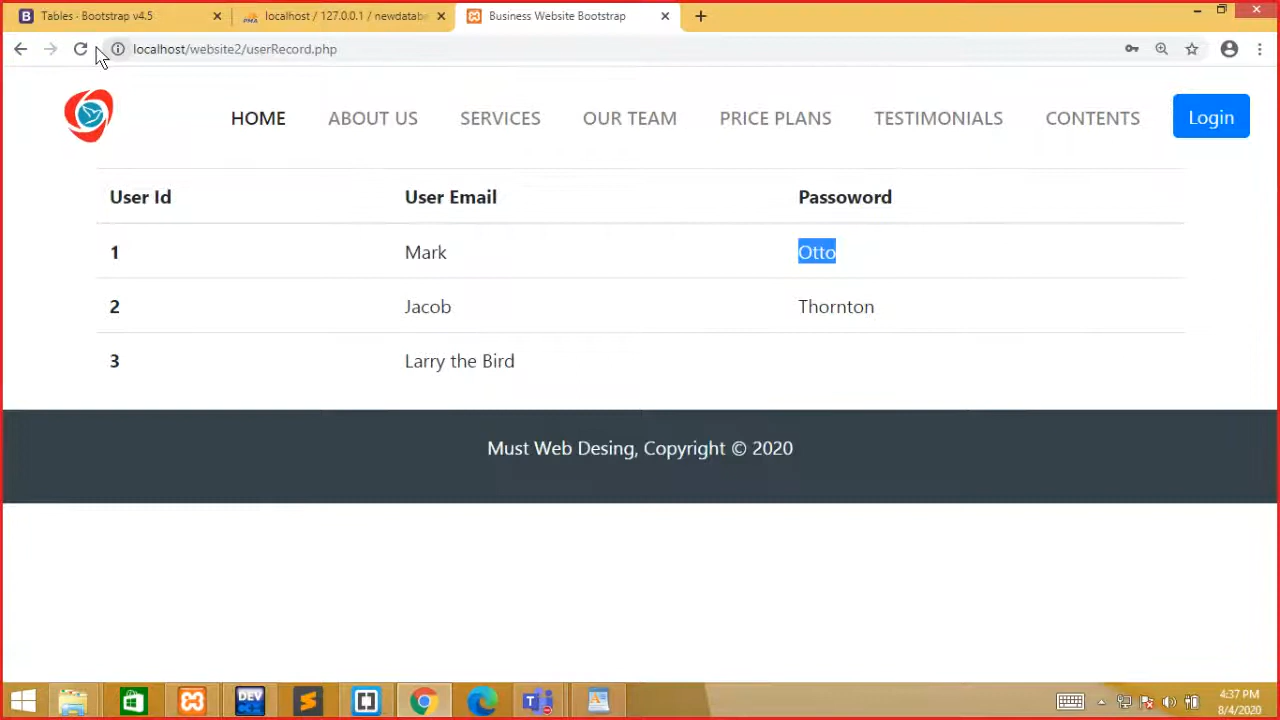 Tables · Bootstrap v4.5
localhost / 127.0.0.1 / newdatab
Business Website Bootstrap
localhost/website2/userRecord.php
HOME ABOUT US SERVICES OUR TEAM PRICE PLANS TESTIMONIALS CONTENTS Login
User Id User Email Passoword
1 Mark Otto
2 Jacob Thornton
3 Larry the Bird
Must Web Desing, Copyright © 2020
DEV
4:37 PM
8/4/2020